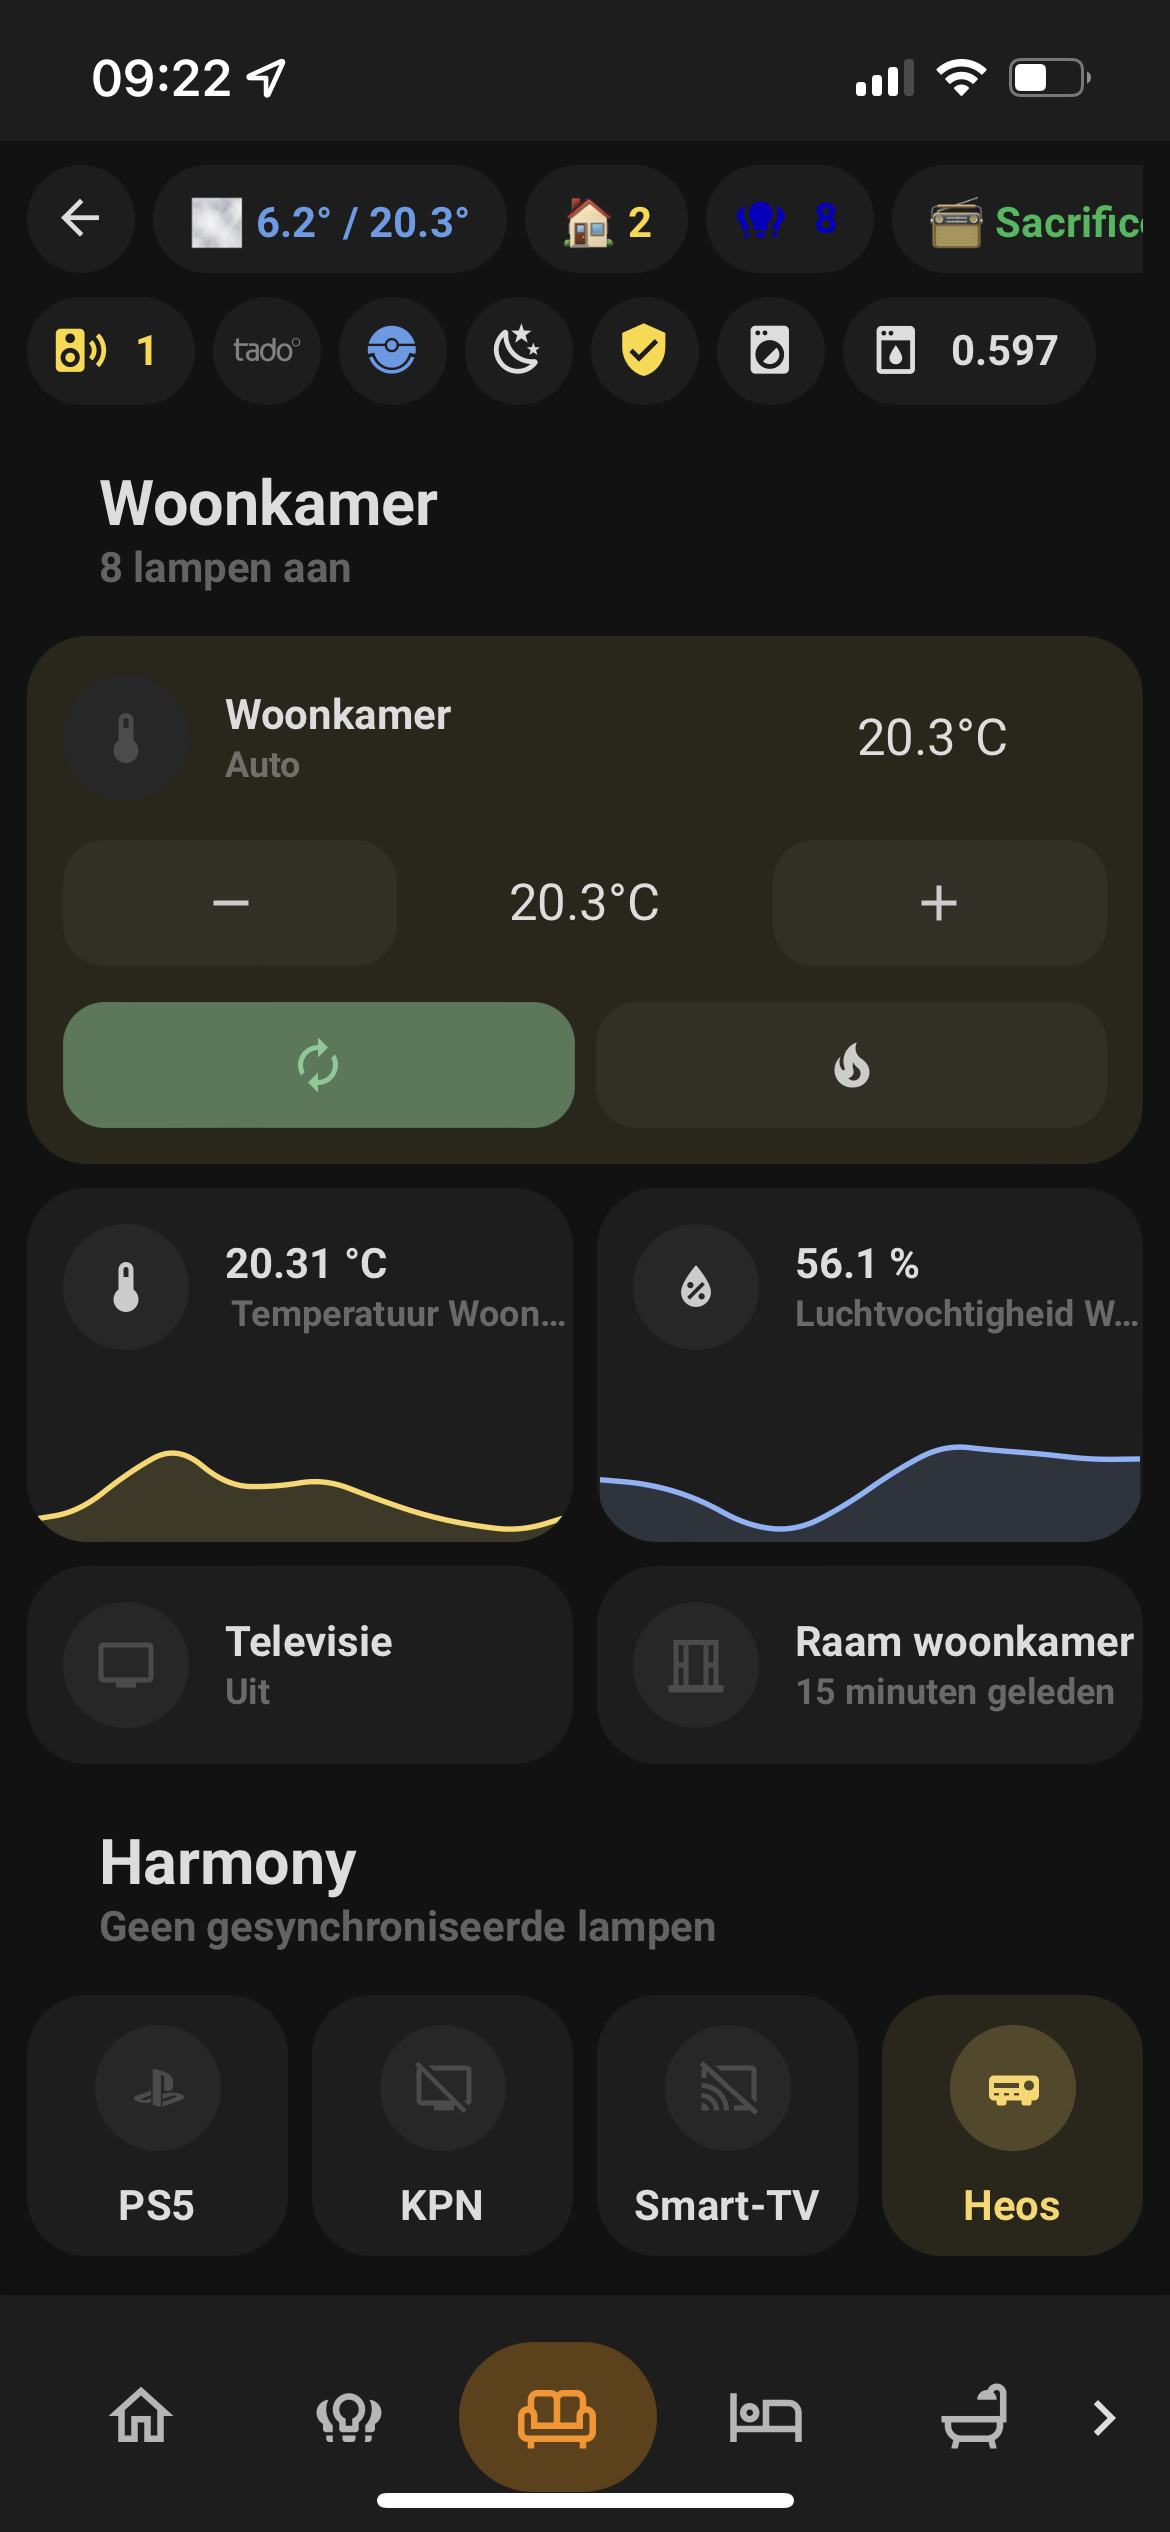 09:22
6.2° / 20.3°
2
8
Sacrific
1
tado°
0.597
Woonkamer
8 lampen aan
Woonkamer
Auto
20.3°C
20.3°C
20.31 °C
Temperatuur Woon…
56.1 %
Luchtvochtigheid W…
Televisie
Uit
Raam woonkamer
15 minuten geleden
Harmony
Geen gesynchroniseerde lampen
PS5
KPN
Smart-TV
Heos